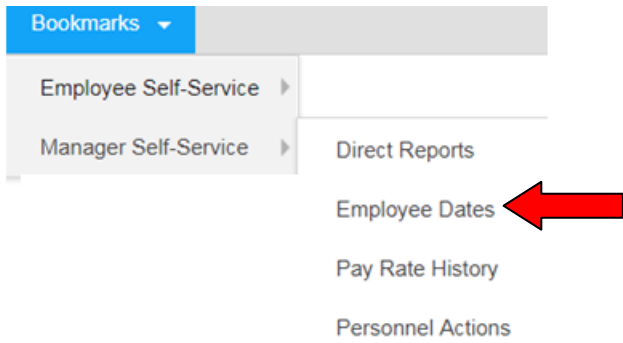 Bookmarks
Employee Self-Service
Manager Self-Service
Direct Reports
Employee Dates
Pay Rate History
Personnel Actions